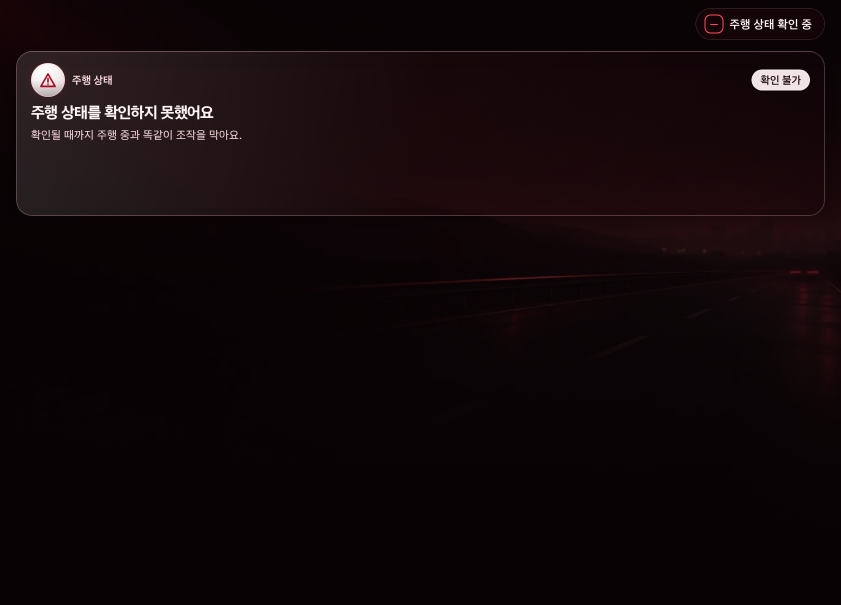 주행 상태 확인 중
주행 상태
확인 불가
주행 상태를 확인하지 못했어요
확인될 때까지 주행 중과 똑같이 조작을 막아요.